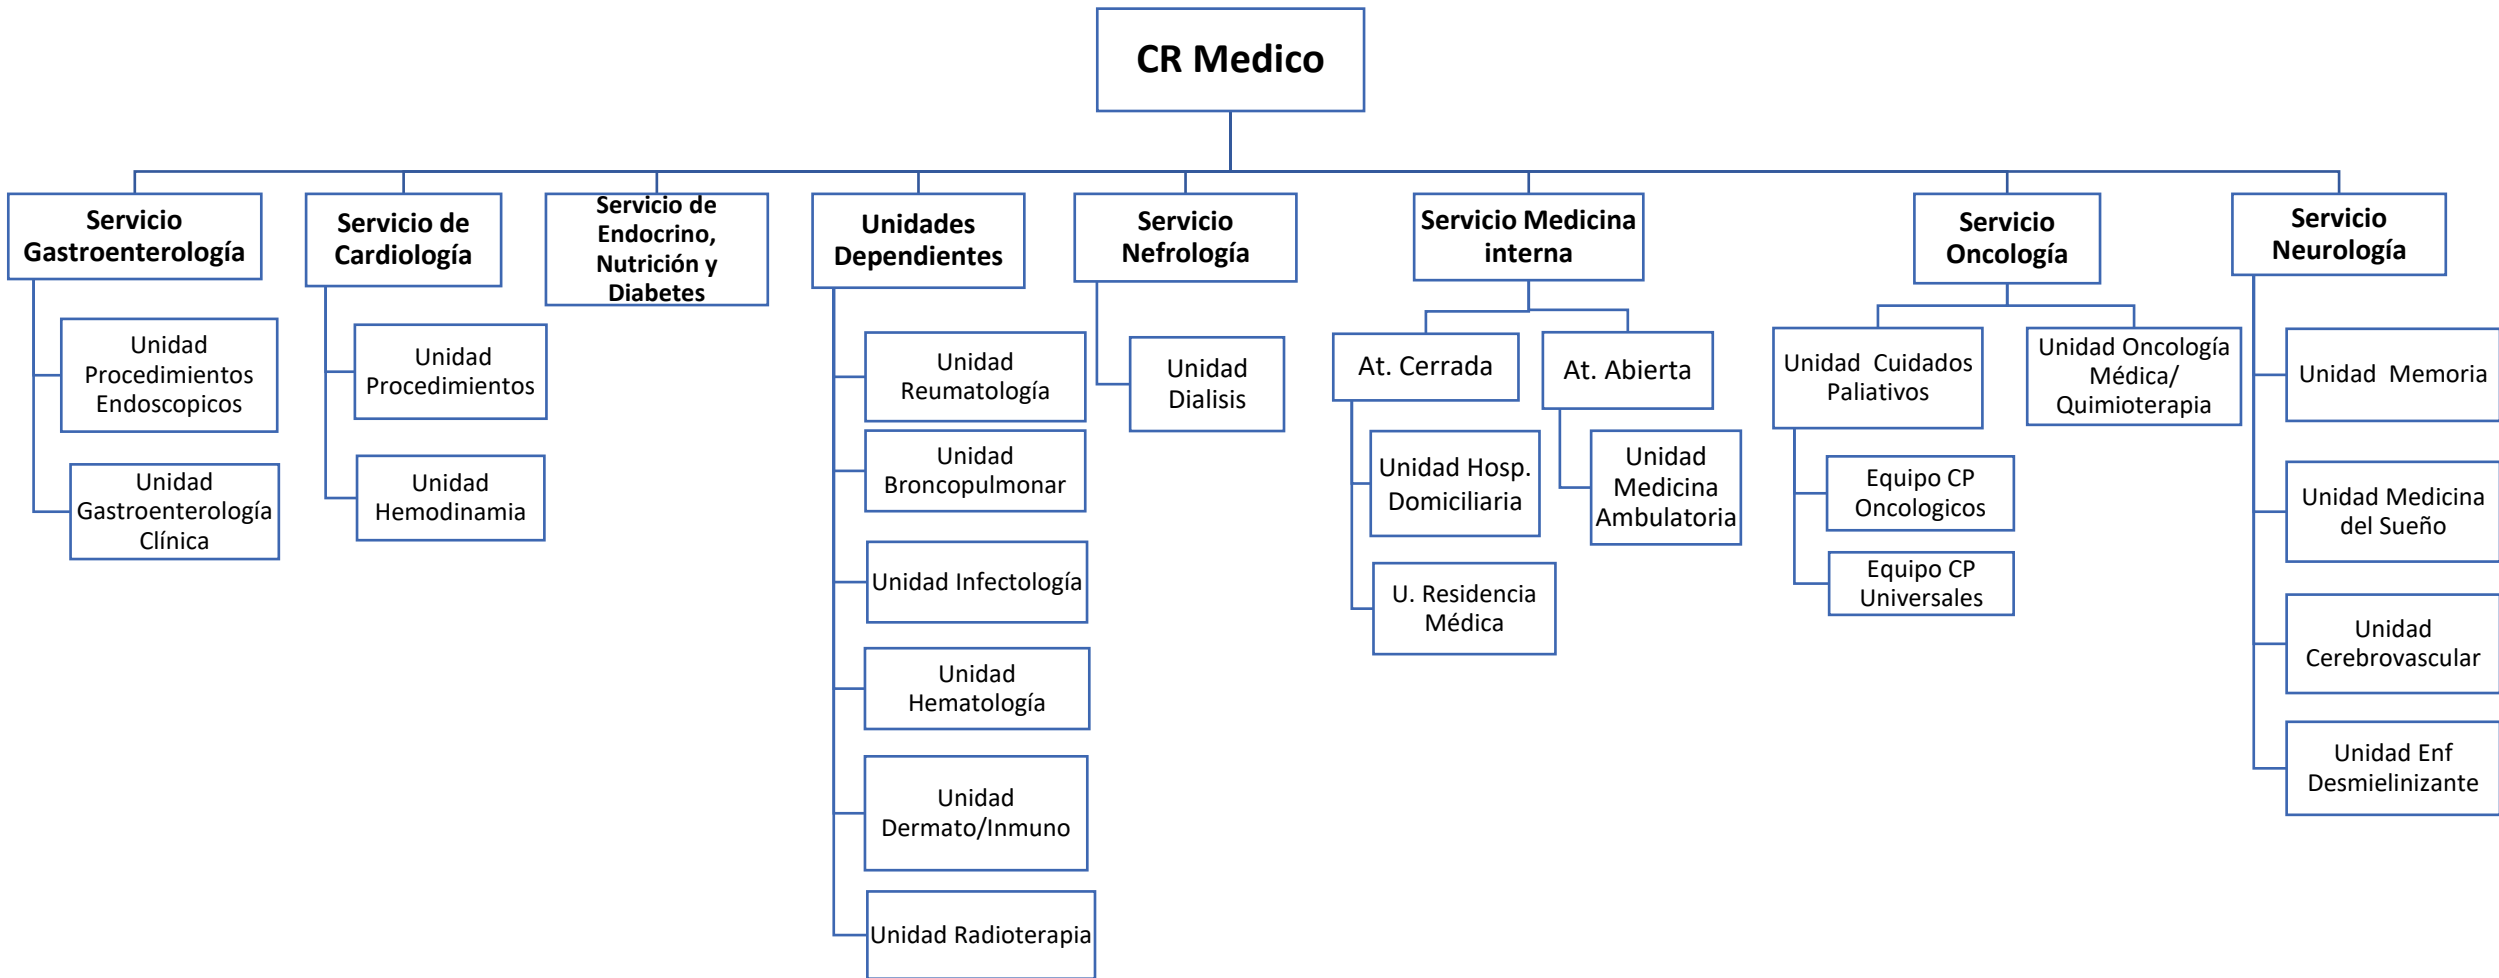 CR Medico
Servicio
Gastroenterología
Unidad
Procedimientos
Endoscopicos
Unidad
Gastroenterología
Clínica
Servicio de
Cardiología
Unidad
Procedimientos
Unidad
Hemodinamia
Servicio de
Endocrino,
Nutrición y
Diabetes
Unidades
Dependientes
Unidad
Reumatología
Unidad
Broncopulmonar
Unidad Infectología
Unidad
Hematología
Unidad
Dermato/Inmuno
Unidad Radioterapia
Servicio
Nefrología
Unidad
Dialisis
Servicio Medicina
interna
At. Cerrada
Unidad Hosp.
Domiciliaria
U. Residencia
Médica
At. Abierta
Unidad
Medicina
Ambulatoria
Servicio
Oncología
Unidad  Cuidados
Paliativos
Equipo CP
Oncologicos
Equipo CP
Universales
Unidad Oncología
Médica/
Quimioterapia
Servicio
Neurología
Unidad  Memoria
Unidad Medicina
del Sueño
Unidad
Cerebrovascular
Unidad Enf
Desmielinizante